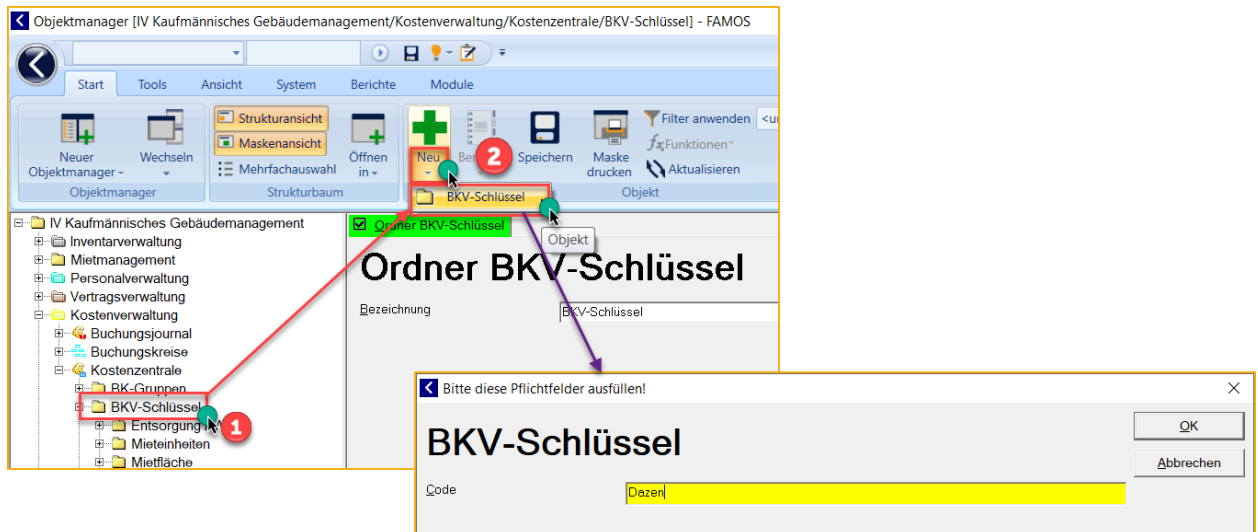 Objektmanager [IV Kaufmännisches Gebäudemanagement/Kostenverwaltung/Kostenzentrale/BKV-Schlüssel] - FAMOS
Start Tools Ansicht System Berichte Module
Neuer Objektmanager
Wechseln
Objektmanager
Strukturansicht
Maskenansicht
Mehrfachauswahl
Öffnen in
Strukturbaum
Neu
2
Speichern
Maske drucken
Filter anwenden
Funktionen
Aktualisieren
Objekt
BKV-Schlüssel
Objekt
IV Kaufmännisches Gebäudemanagement
Inventarverwaltung
Mietmanagement
Personalverwaltung
Vertragsverwaltung
Kostenverwaltung
Buchungsjournal
Buchungskreise
Kostenzentrale
BK-Gruppen
BKV-Schlüssel
1
Entsorgung
Mieteinheiten
Mietfläche
Ordner BKV-Schlüssel
Ordner BKV-Schlüssel
Bezeichnung BKV-Schlüssel
Bitte diese Pflichtfelder ausfüllen!
BKV-Schlüssel
OK
Abbrechen
Code Dazen